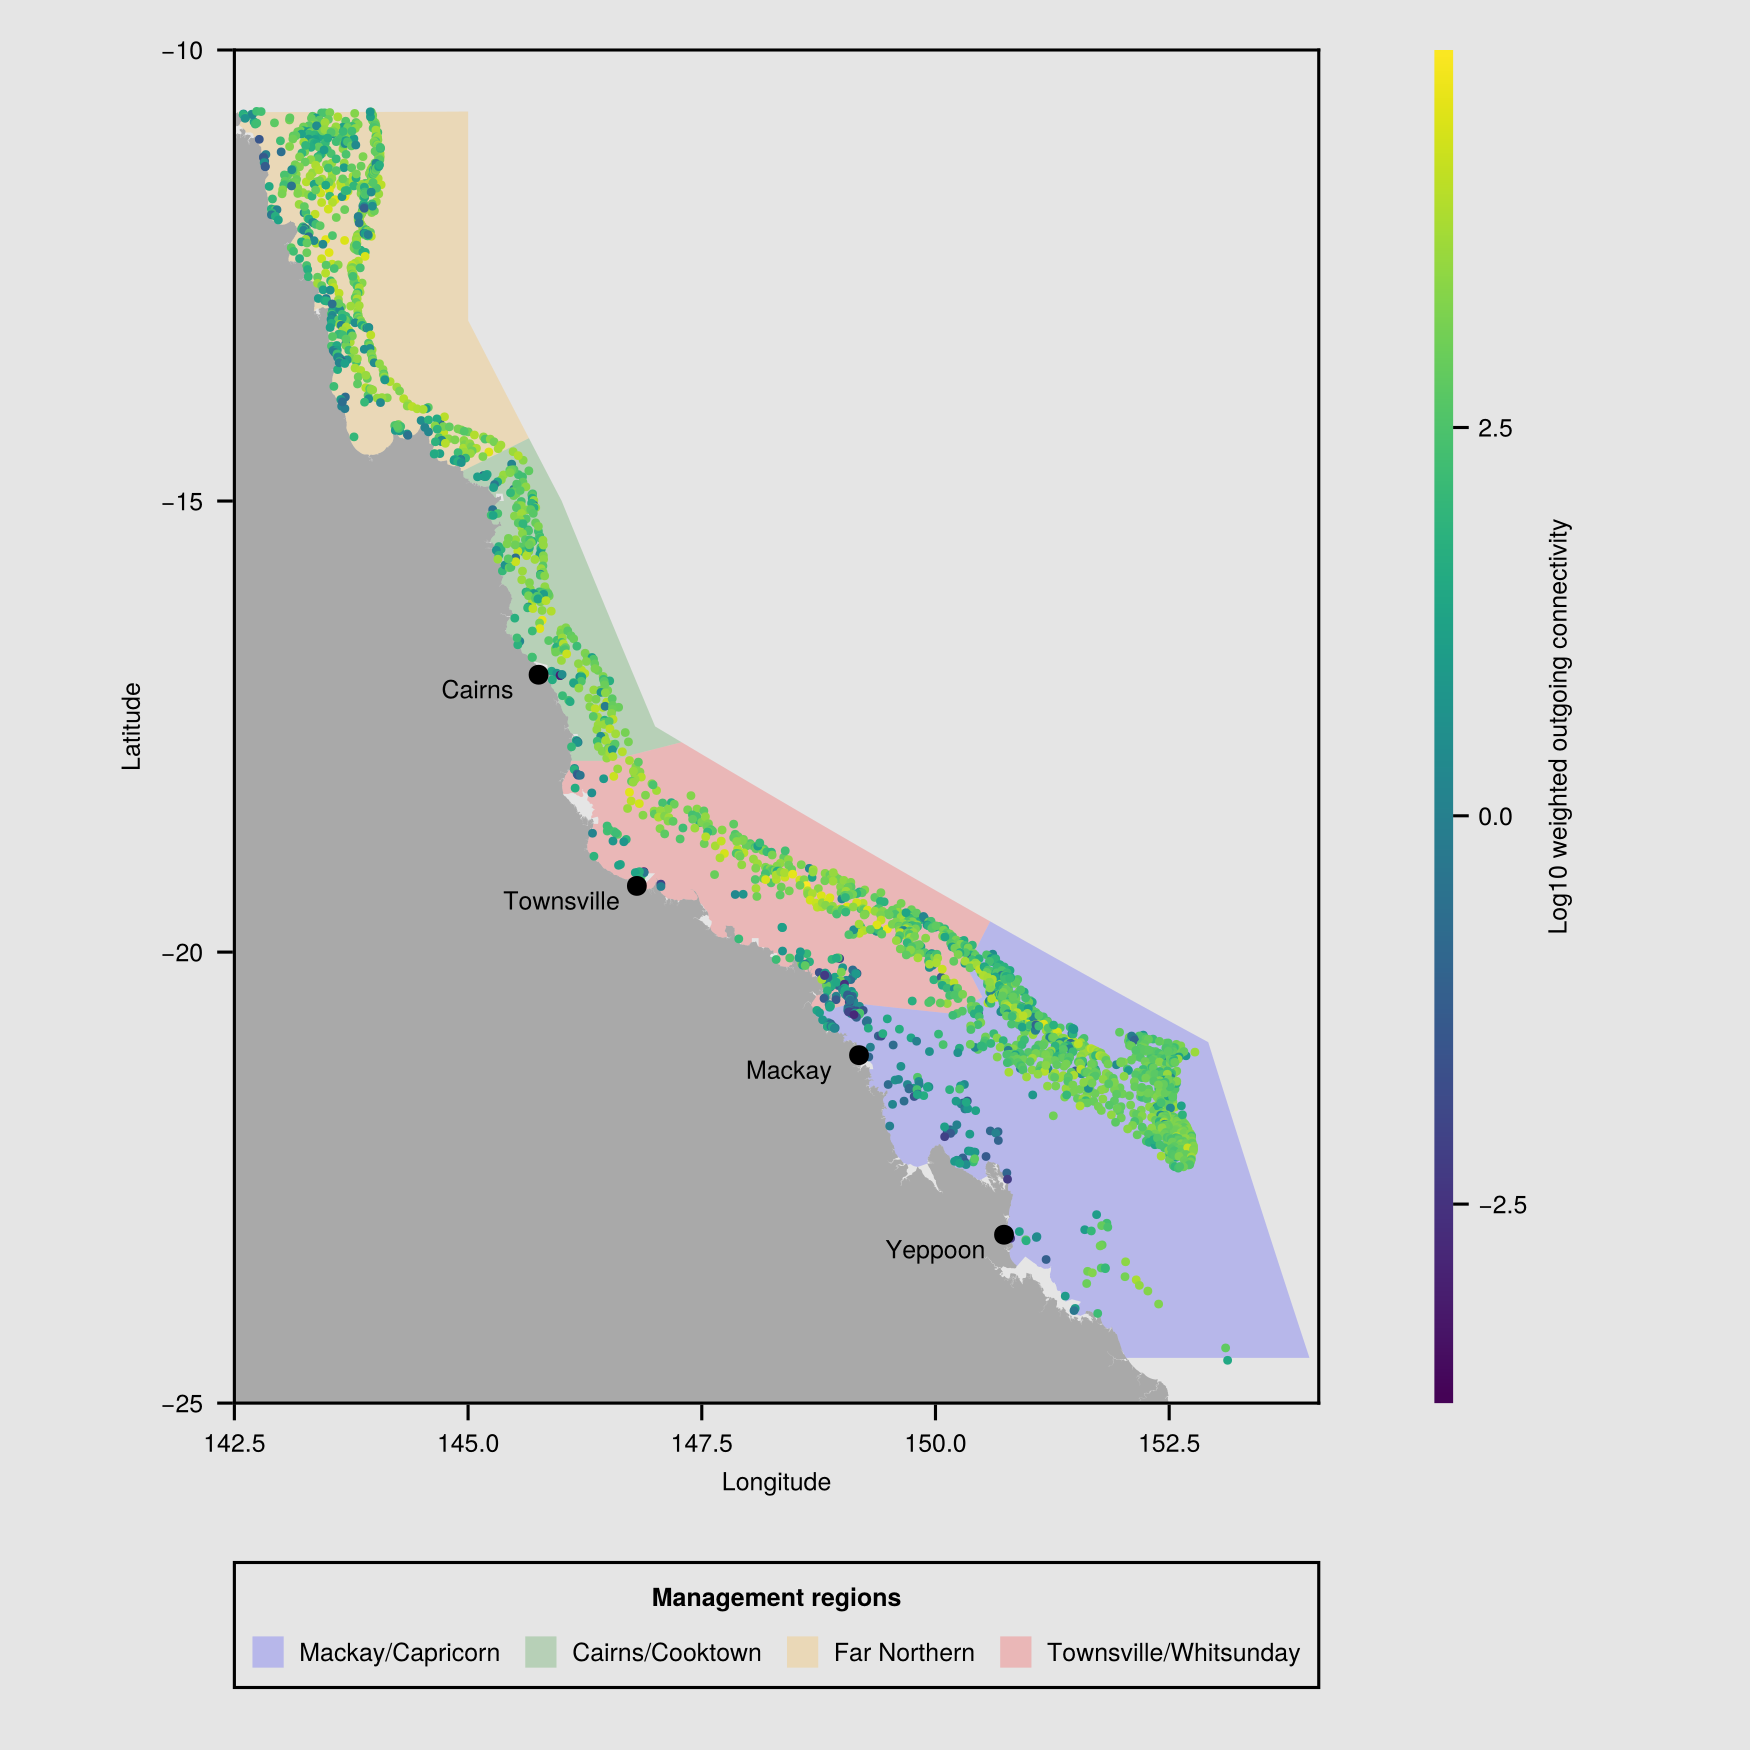 −10
−15
−20
−25
Latitude
142.5
145.0
147.5
150.0
152.5
Longitude
Cairns
Townsville
Mackay
Yeppoon
2.5
0.0
−2.5
Log10 weighted outgoing connectivity
Management regions
Mackay/Capricorn
Cairns/Cooktown
Far Northern
Townsville/Whitsunday